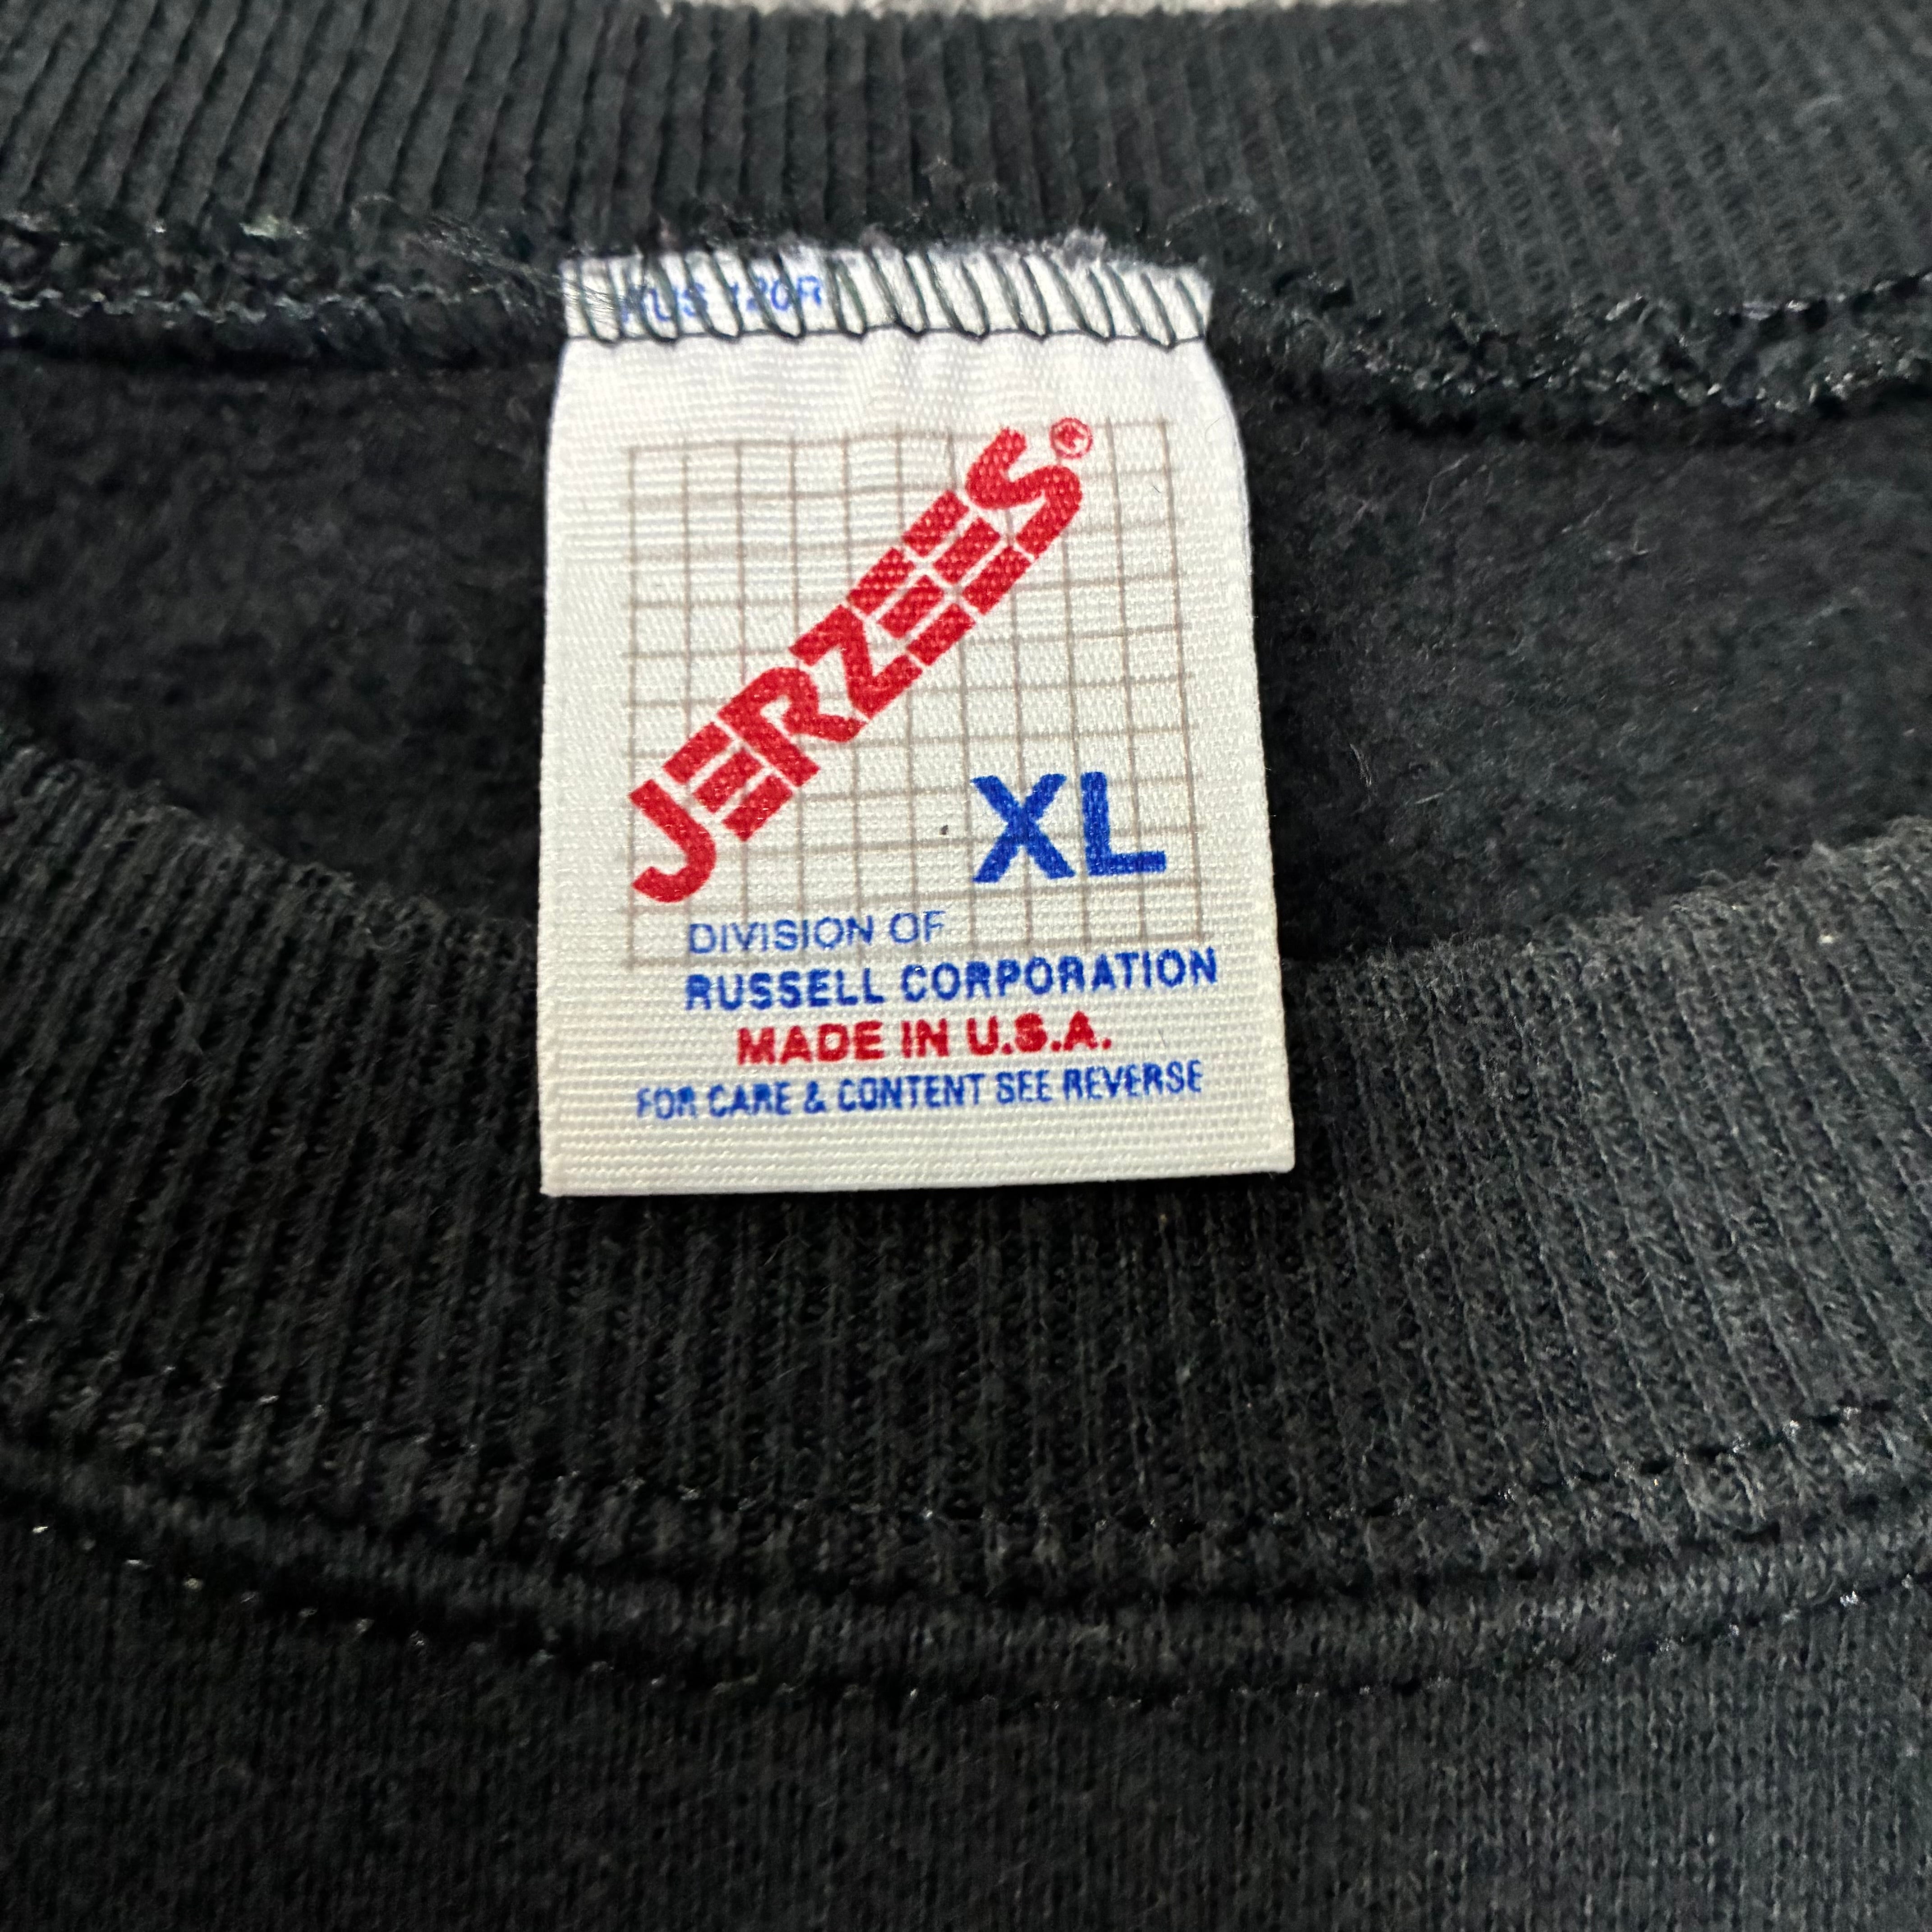 JERZEES®
XL
DIVISION OF
RUSSELL CORPORATION
MADE IN U.S.A.
FOR CARE & CONTENT SEE REVERSE